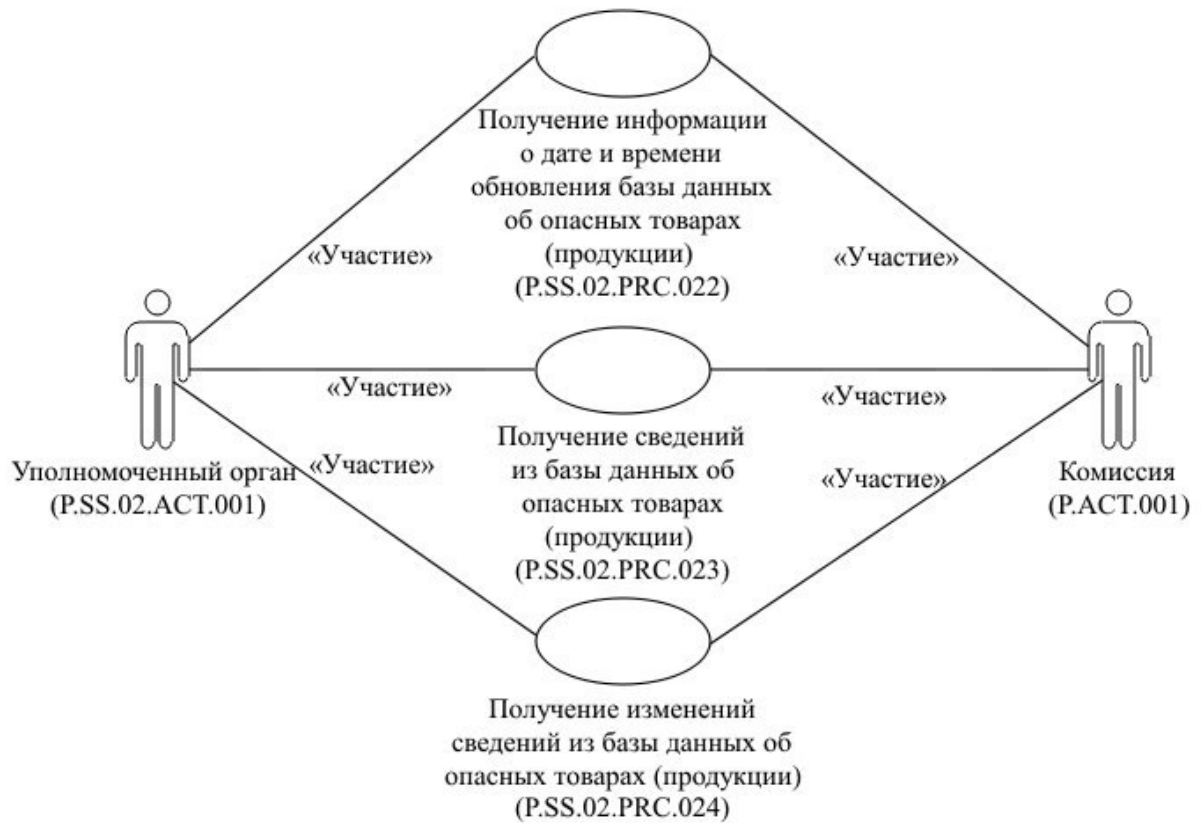 Получение информации
о дате и времени
обновления базы данных
об опасных товарах
(продукции)
(P.SS.02.PRC.022)
«Участие»
«Участие»
«Участие»
«Участие»
Уполномоченный орган
(P.SS.02.ACT.001)
Комиссия
(P.ACT.001)
Получение сведений
из базы данных об
опасных товарах
(продукции)
(P.SS.02.PRC.023)
«Участие»
«Участие»
Получение изменений
сведений из базы данных об
опасных товарах (продукции)
(P.SS.02.PRC.024)